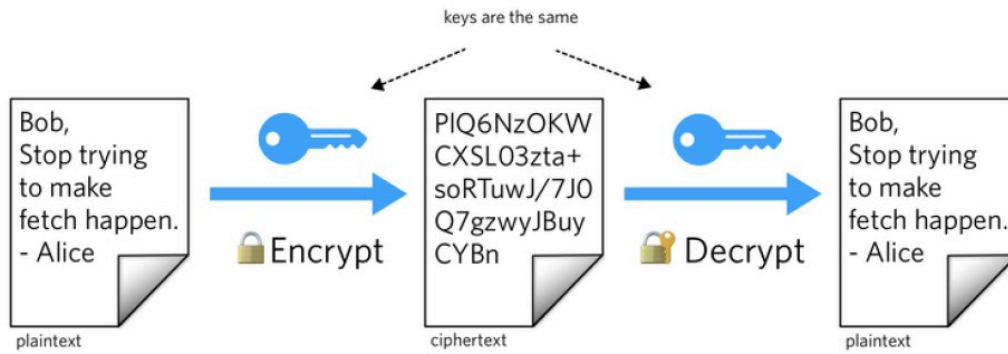 keys are the same
Bob,
Stop trying
to make
fetch happen.
- Alice
plaintext
Encrypt
PlQ6NzOKW
CXSL03zta+
soRTuwJ/7J0
Q7gzwyJBuy
CYBn
ciphertext
Decrypt
Bob,
Stop trying
to make
fetch happen.
- Alice
plaintext